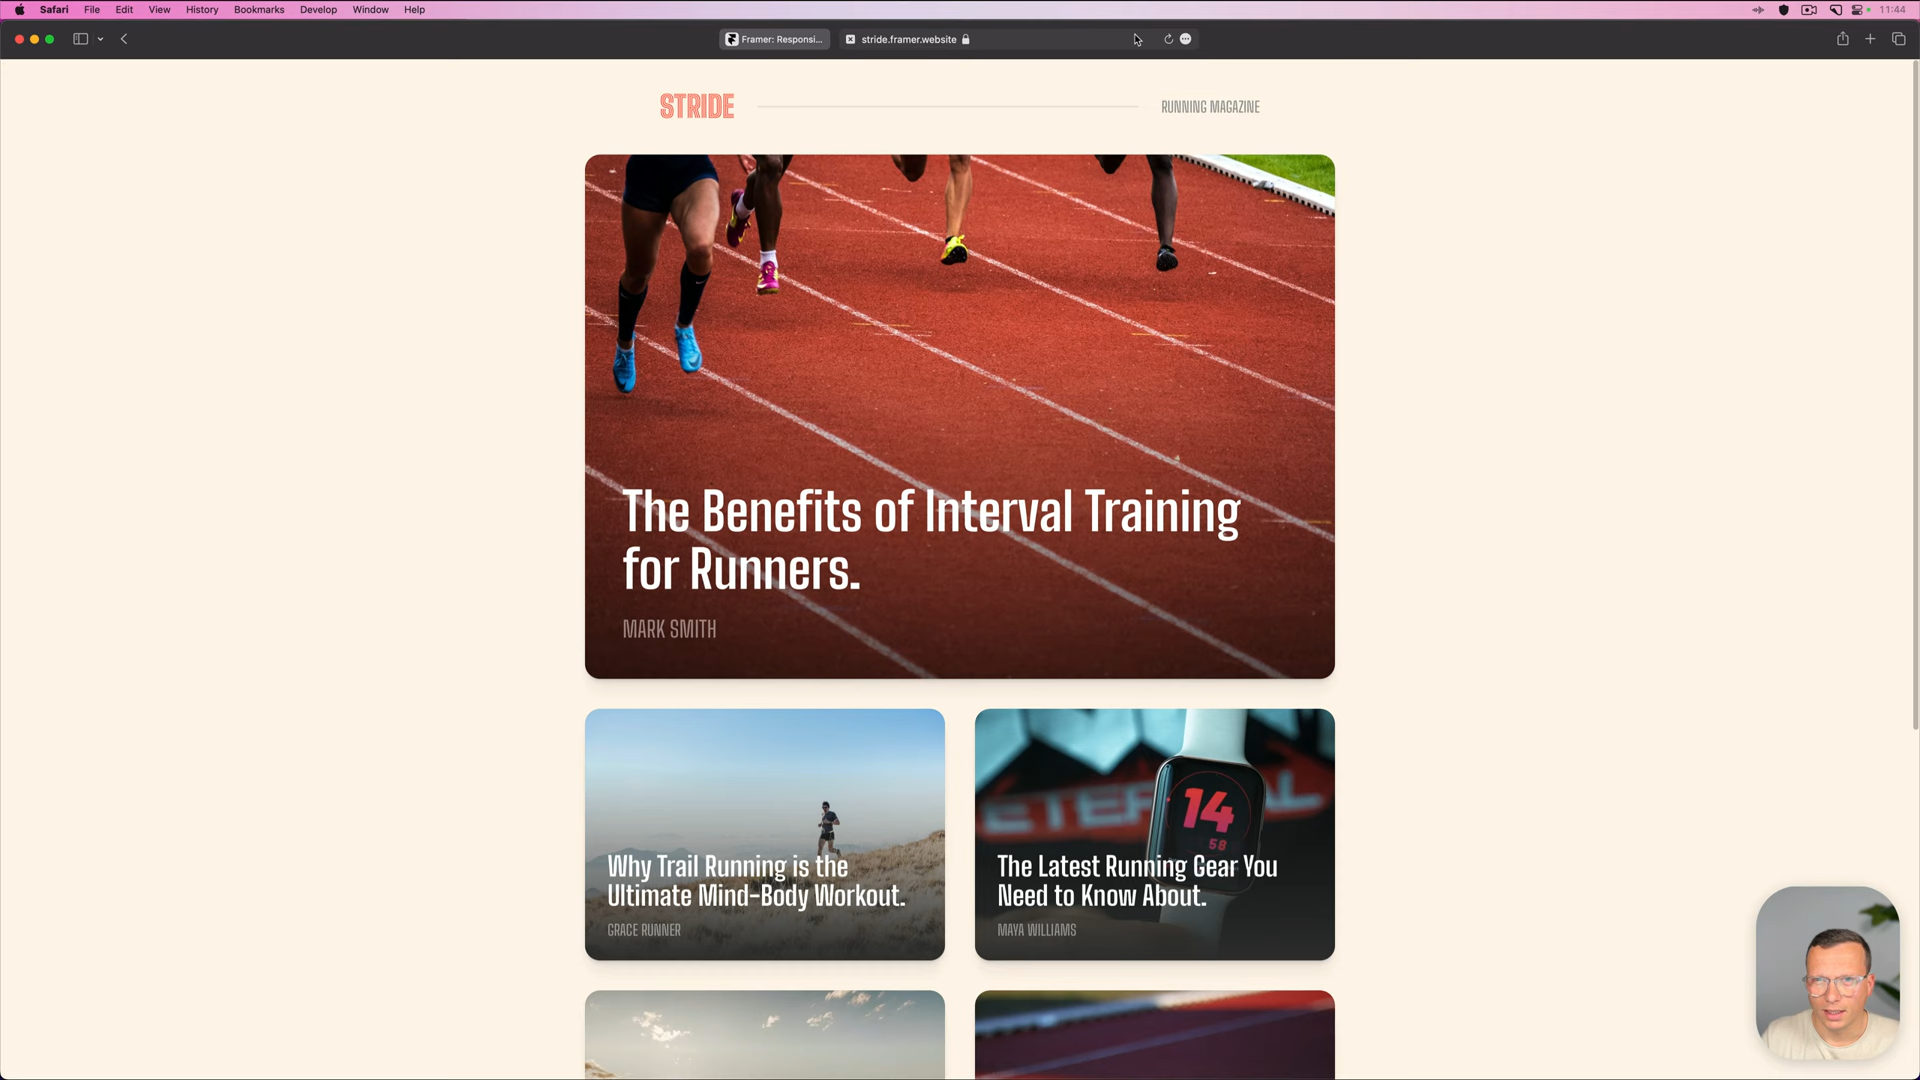 Safari File Edit View History Bookmarks Develop Window Help 11:44
Framer: Responsi... stride.framer.website
STRIDE RUNNING MAGAZINE
The Benefits of Interval Training
for Runners.
MARK SMITH
Why Trail Running is the
Ultimate Mind-Body Workout.
GRACE RUNNER
ETERNAL
14
58
The Latest Running Gear You
Need to Know About.
MAYA WILLIAMS